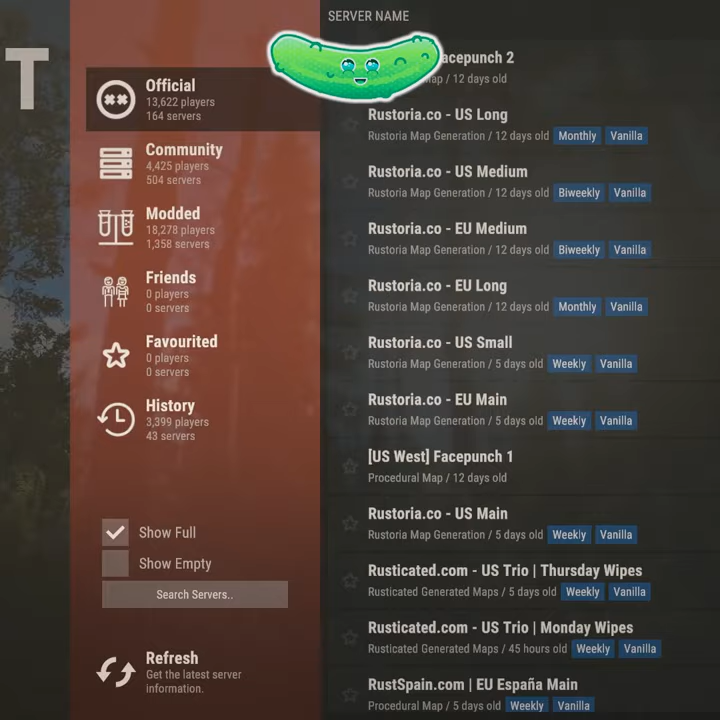 T
SERVER NAME
Official
13,622 players
164 servers
Community
4,425 players
504 servers
Modded
18,278 players
1,358 servers
Friends
0 players
0 servers
Favourited
0 players
0 servers
History
3,399 players
43 servers
Show Full
Show Empty
Search Servers..
Refresh
Get the latest server
information.
2
/ 12 days old
Rustoria.co - US Long
Rustoria Map Generation / 12 days old Monthly Vanilla
Rustoria.co - US Medium
Rustoria Map Generation / 12 days old Biweekly Vanilla
Rustoria.co - EU Medium
Rustoria Map Generation / 12 days old Biweekly Vanilla
Rustoria.co - EU Long
Rustoria Map Generation / 12 days old Monthly Vanilla
Rustoria.co - US Small
Rustoria Map Generation / 5 days old Weekly Vanilla
Rustoria.co - EU Main
Rustoria Map Generation / 5 days old Weekly Vanilla
[US West] Facepunch 1
Procedural Map / 12 days old
Rustoria.co - US Main
Rustoria Map Generation / 5 days old Weekly Vanilla
Rusticated.com - US Trio | Thursday Wipes
Rusticated Generated Maps / 5 days old Weekly Vanilla
Rusticated.com - US Trio | Monday Wipes
Rusticated Generated Maps / 45 hours old Weekly Vanilla
RustSpain.com | EU España Main
Procedural Map / 5 days old Weekly Vanilla